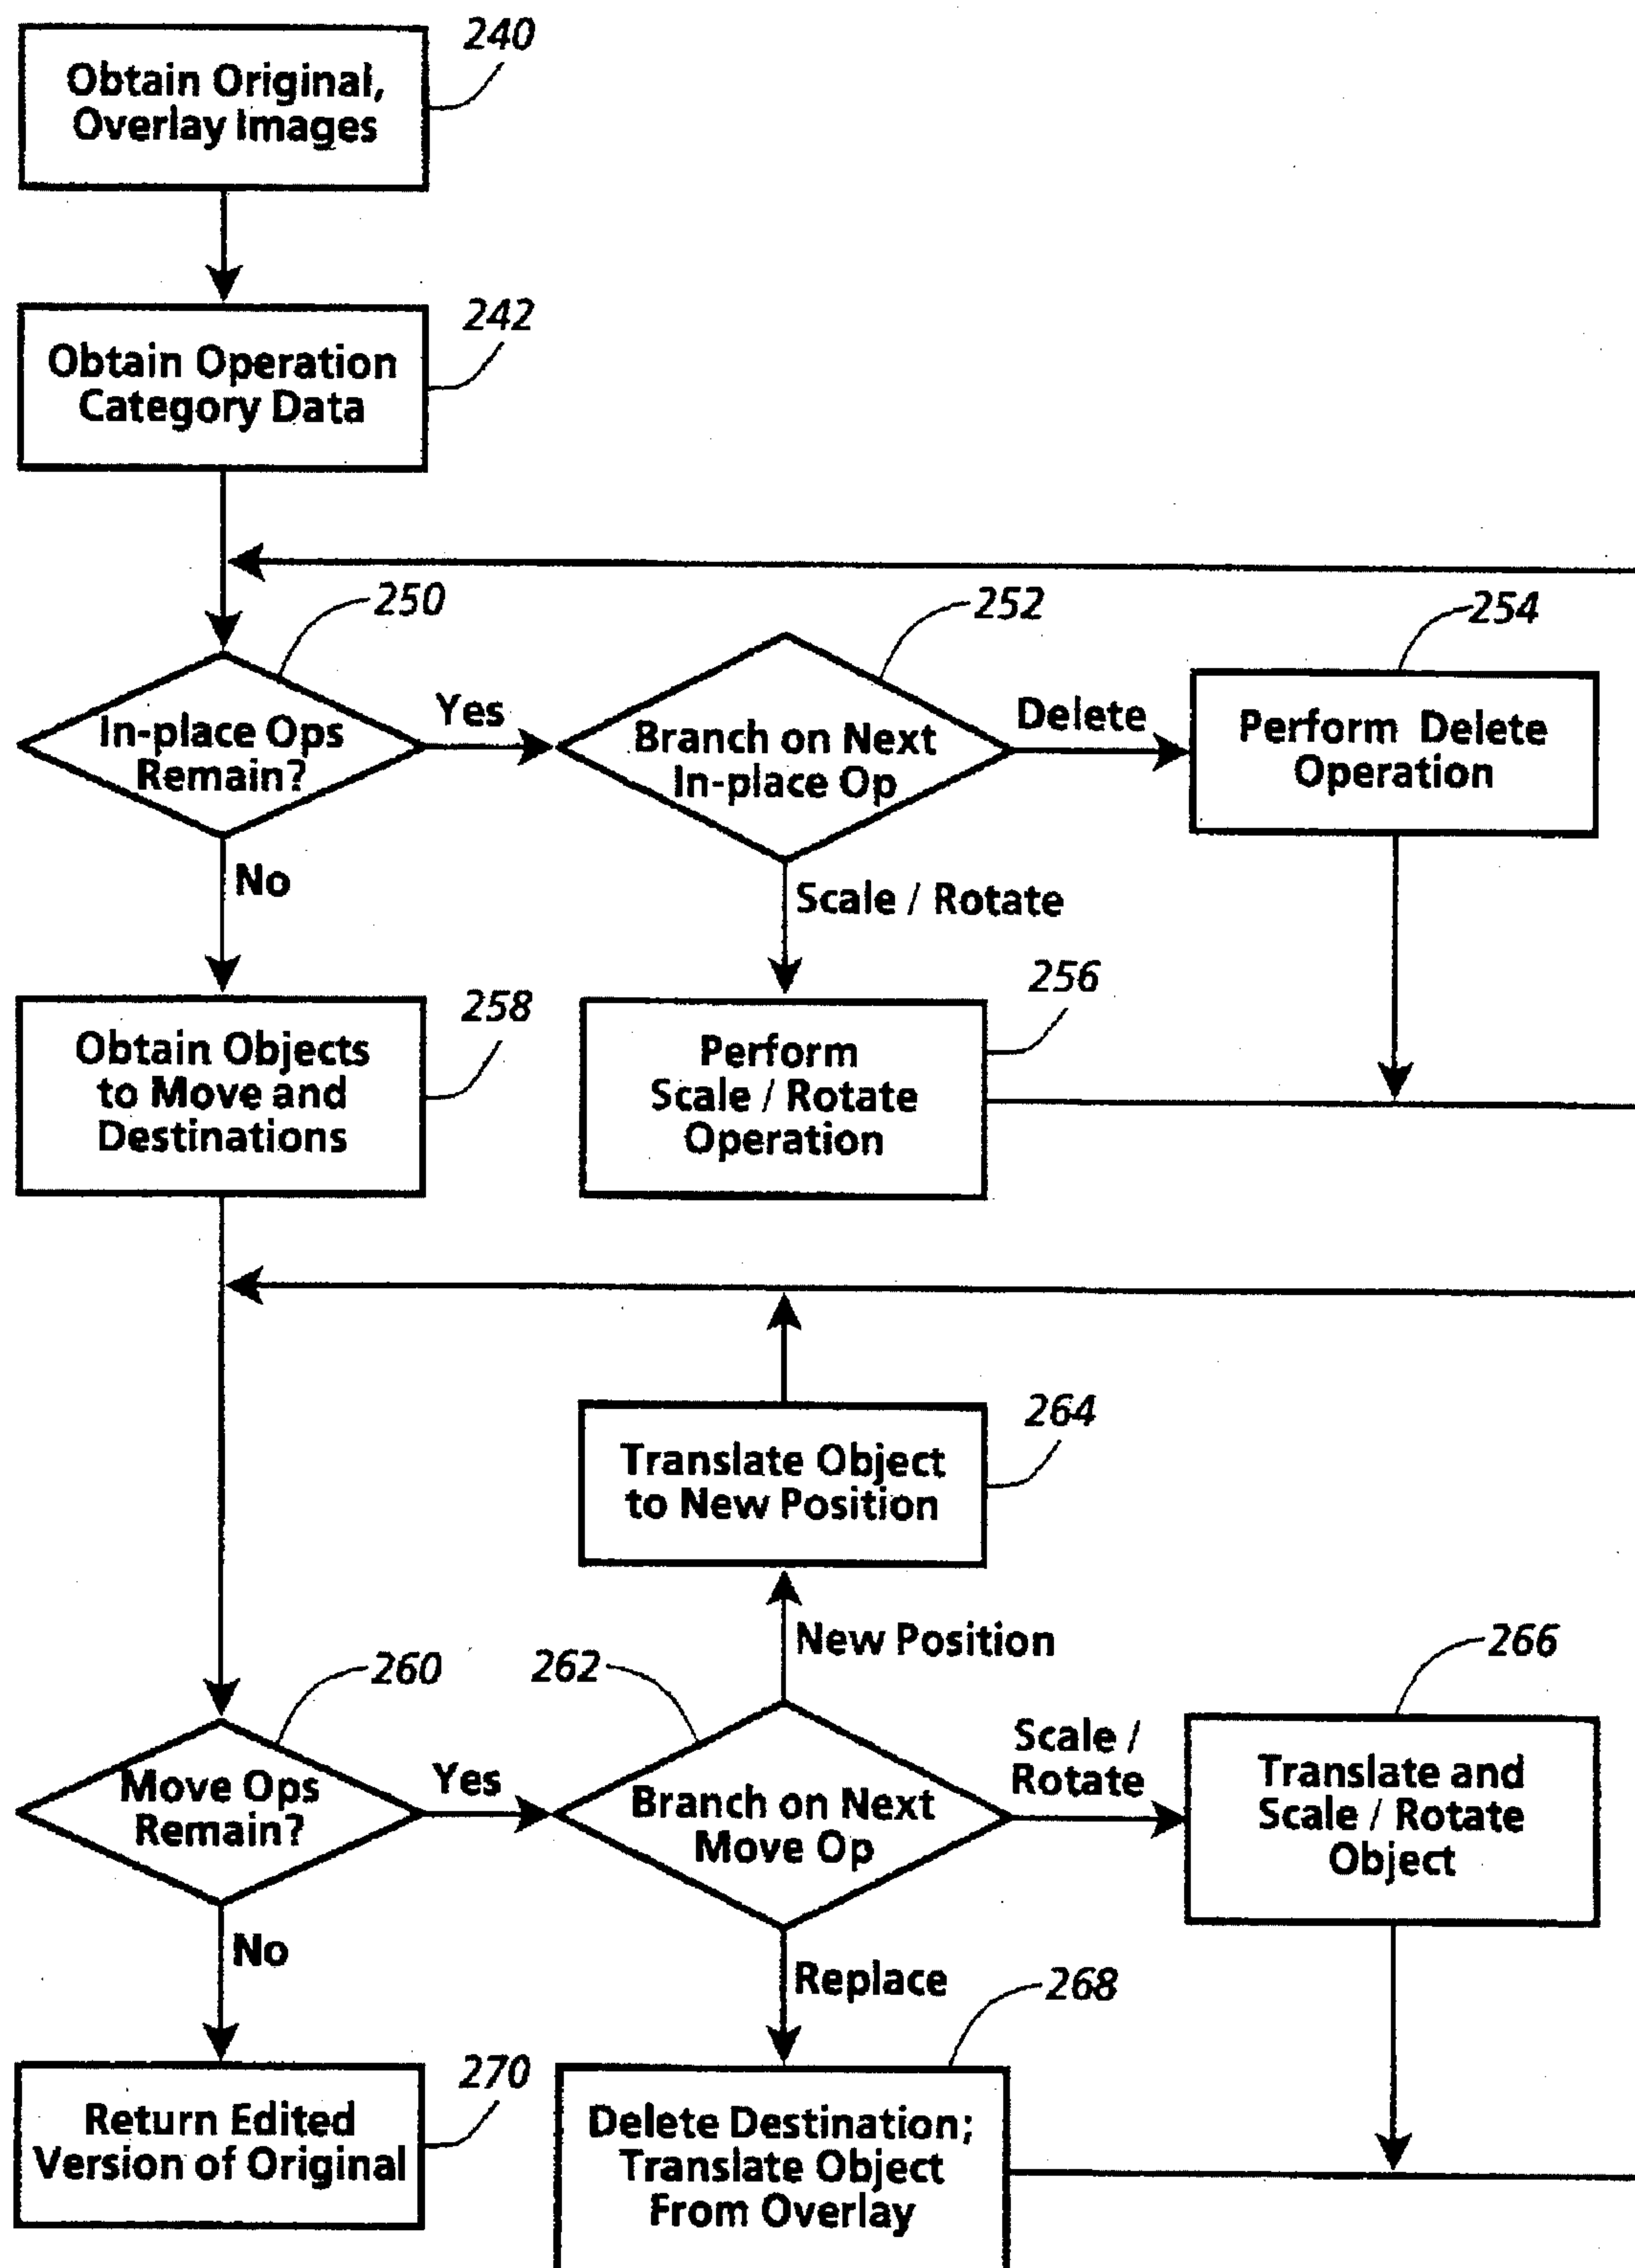 240
Obtain Original,
Overlay Images
242
Obtain Operation
Category Data
250
In-place Ops
Remain?
Yes
No
252
Branch on Next
In-place Op
Delete
Scale / Rotate
254
Perform Delete
Operation
256
Perform
Scale / Rotate
Operation
258
Obtain Objects
to Move and
Destinations
264
Translate Object
to New Position
New Position
260
Move Ops
Remain?
Yes
No
262
Branch on Next
Move Op
Scale /
Rotate
Replace
266
Translate and
Scale / Rotate
Object
268
Delete Destination;
Translate Object
From Overlay
270
Return Edited
Version of Original